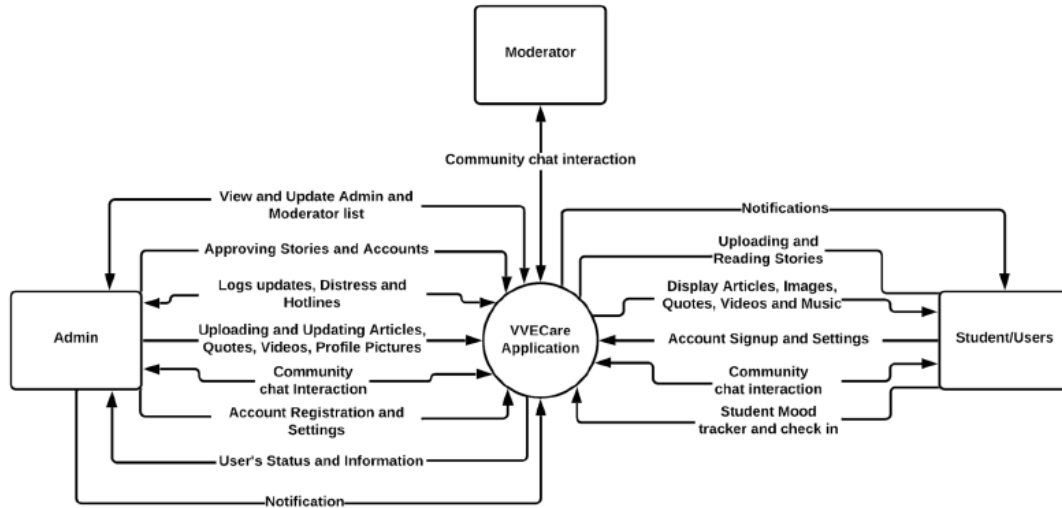 Moderator
Community chat interaction
View and Update Admin and
Moderator list
Notifications
Approving Stories and Accounts
Uploading and
Reading Stories
Logs updates, Distress and
Hotlines
Display Articles, Images,
Quotes, Videos and Music
Admin
Uploading and Updating Articles,
Quotes, Videos, Profile Pictures
VVECare
Application
Account Signup and Settings
Student/Users
Community
chat Interaction
Community
chat interaction
Account Registration and
Settings
Student Mood
tracker and check in
User's Status and Information
Notification